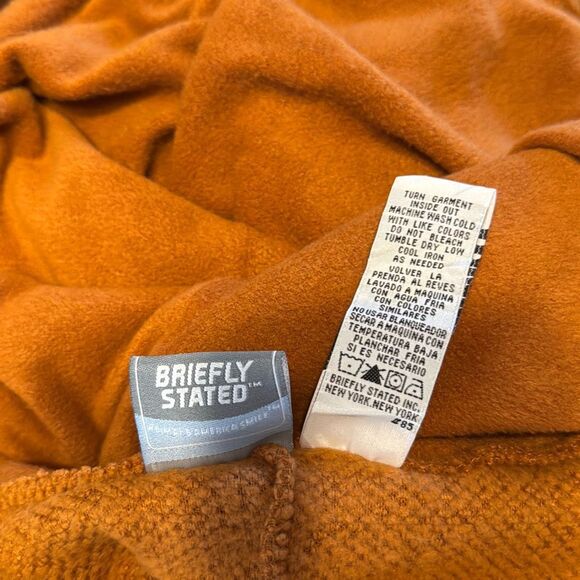 BRIEFLY
STATED™
TURN GARMENT
INSIDE OUT
MACHINE WASH COLD
WITH LIKE COLORS
DO NOT BLEACH
TUMBLE DRY LOW
COOL IRON
AS NEEDED
VOLVER LA
PRENDA AL REVES
LAVADO A MAQUINA
CON AGUA FRIA
CON COLORES
SIMILARES
NO USAR BLANQUEADOR
SECAR A MAQUINA CON
TEMPERATURA BAJA
PLANCHAR FRIA
SI ES NECESARIO
BRIEFLY STATED INC.
NEW YORK, NEW YORK
#85